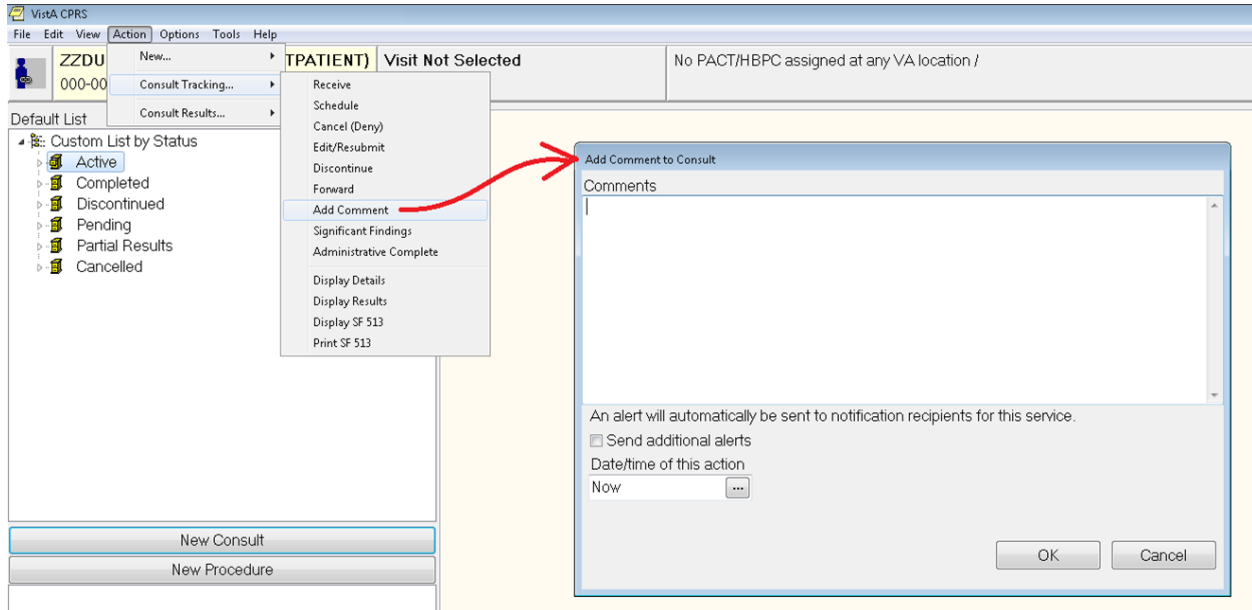 VistA CPRS
File Edit View Action Options Tools Help
ZZDU
000-00
TPATIENT)
Visit Not Selected
No PACT/HBPC assigned at any VA location /
New...
Consult Tracking...
Consult Results...
Receive
Schedule
Cancel (Deny)
Edit/Resubmit
Discontinue
Forward
Add Comment
Significant Findings
Administrative Complete
Display Details
Display Results
Display SF 513
Print SF 513
Default List
Custom List by Status
Active
Completed
Discontinued
Pending
Partial Results
Cancelled
New Consult
New Procedure
Add Comment to Consult
Comments
An alert will automatically be sent to notification recipients for this service.
Send additional alerts
Date/time of this action
Now ...
OK Cancel